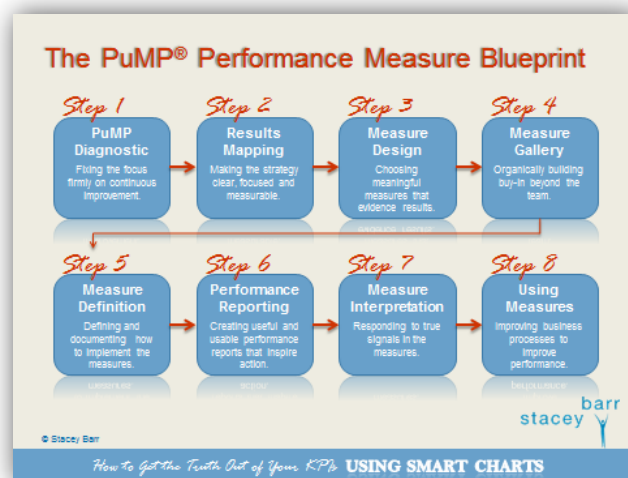 The PuMP® Performance Measure Blueprint
Step 1
PuMP
Diagnostic
Fixing the focus
firmly on continuous
improvement.
Step 2
Results
Mapping
Making the strategy
clear, focused and
measurable.
Step 3
Measure
Design
Choosing
meaningful
measures that
evidence results.
Step 4
Measure
Gallery
Organically building
buy-in beyond the
team.
Step 5
Measure
Definition
Defining and
documenting how
to implement the
measures.
Step 6
Performance
Reporting
Creating useful and
usable performance
reports that inspire
action.
Step 7
Measure
Interpretation
Responding to true
signals in the
measures.
Step 8
Using
Measures
Improving business
processes to
improve
performance.
barr
stacey
© Stacey Barr
How to Get the Truth Out of Your KPIs USING SMART CHARTS